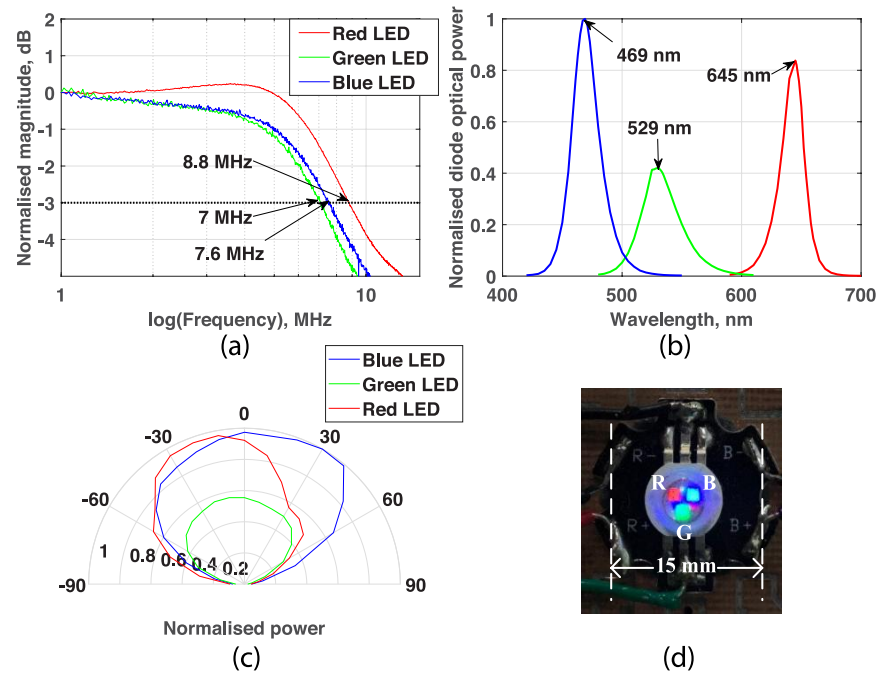 2
1
0
-1
-2
-3
-4
Normalised magnitude, dB
Red LED
Green LED
Blue LED
8.8 MHz
7 MHz
7.6 MHz
1
10
log(Frequency), MHz
(a)
1
0.8
0.6
0.4
0.2
0
Normalised diode optical power
469 nm
645 nm
529 nm
400
500
600
700
Wavelength, nm
(b)
Blue LED
Green LED
Red LED
0
-30
30
-60
60
-90
90
1
0.8
0.6
0.4
0.2
Normalised power
(c)
R-
B-
R
B
R+
B+
G
15 mm
(d)